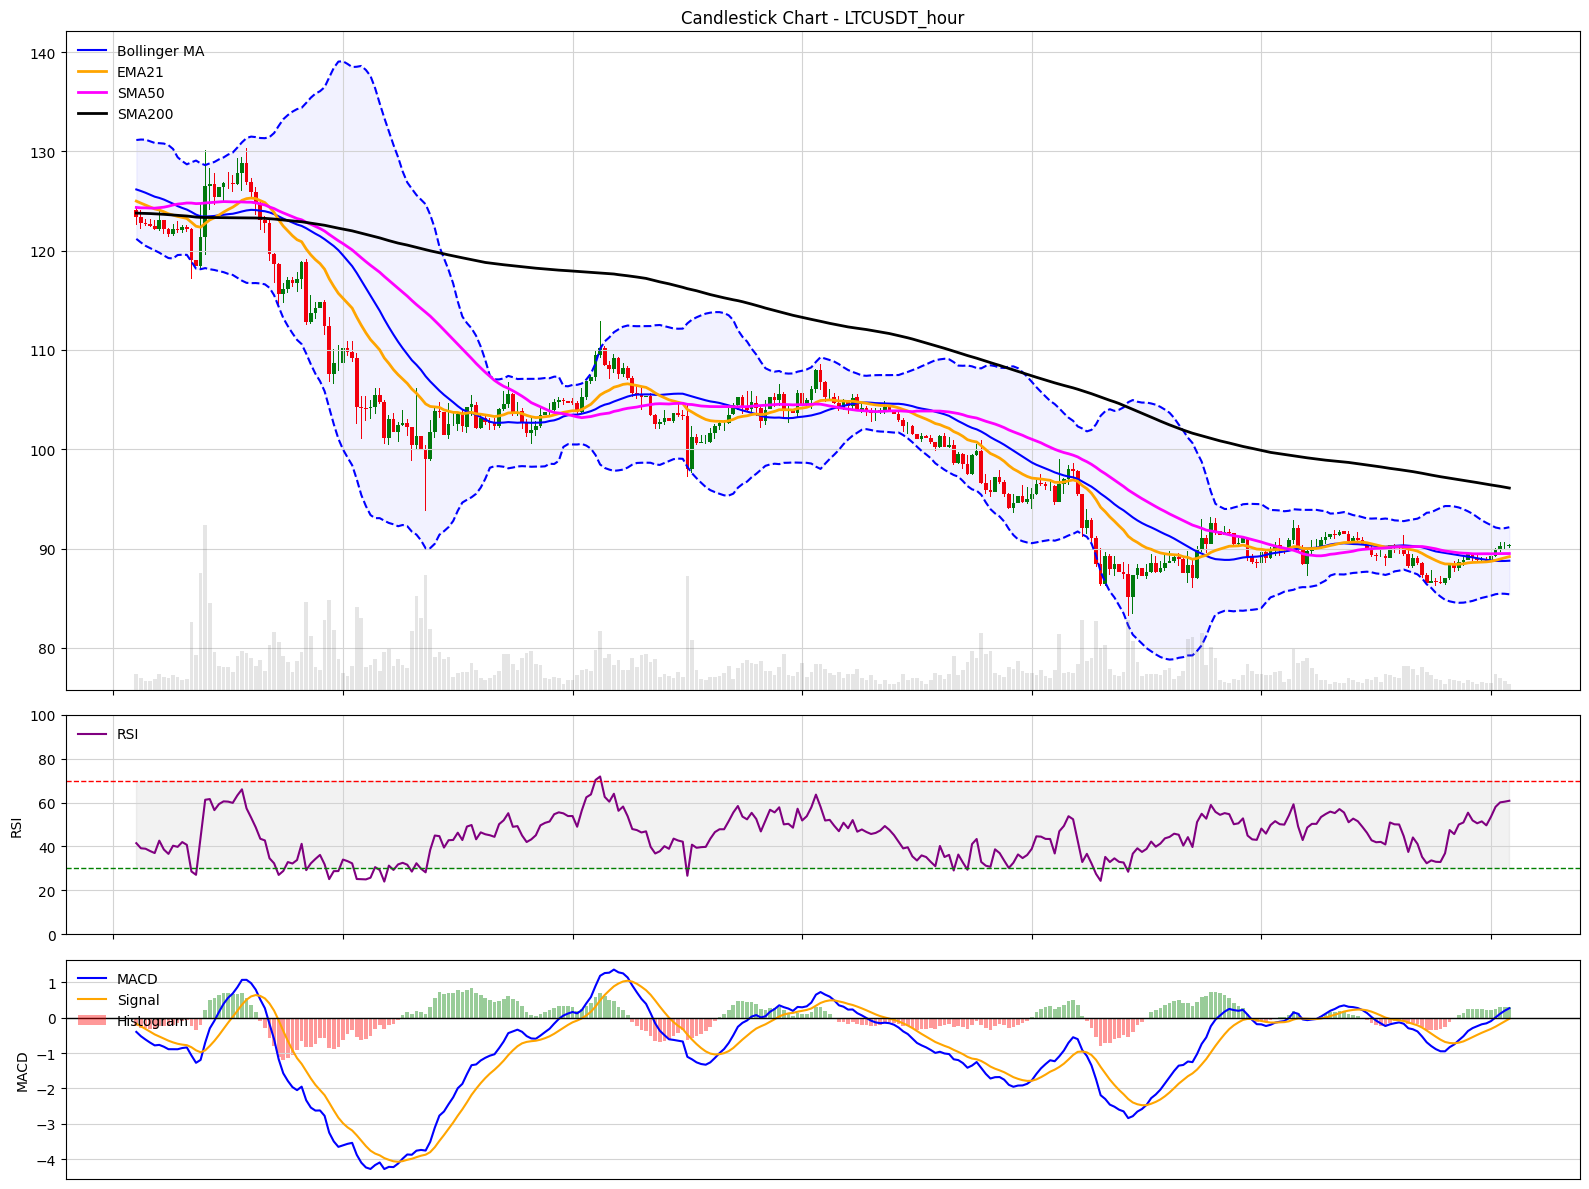 Candlestick Chart - LTCUSDT_hour
140
130
120
110
100
90
80
Bollinger MA
EMA21
SMA50
SMA200
100
80
60
40
20
0
RSI
RSI
1
0
−1
−2
−3
−4
MACD
MACD
Signal
Histogram